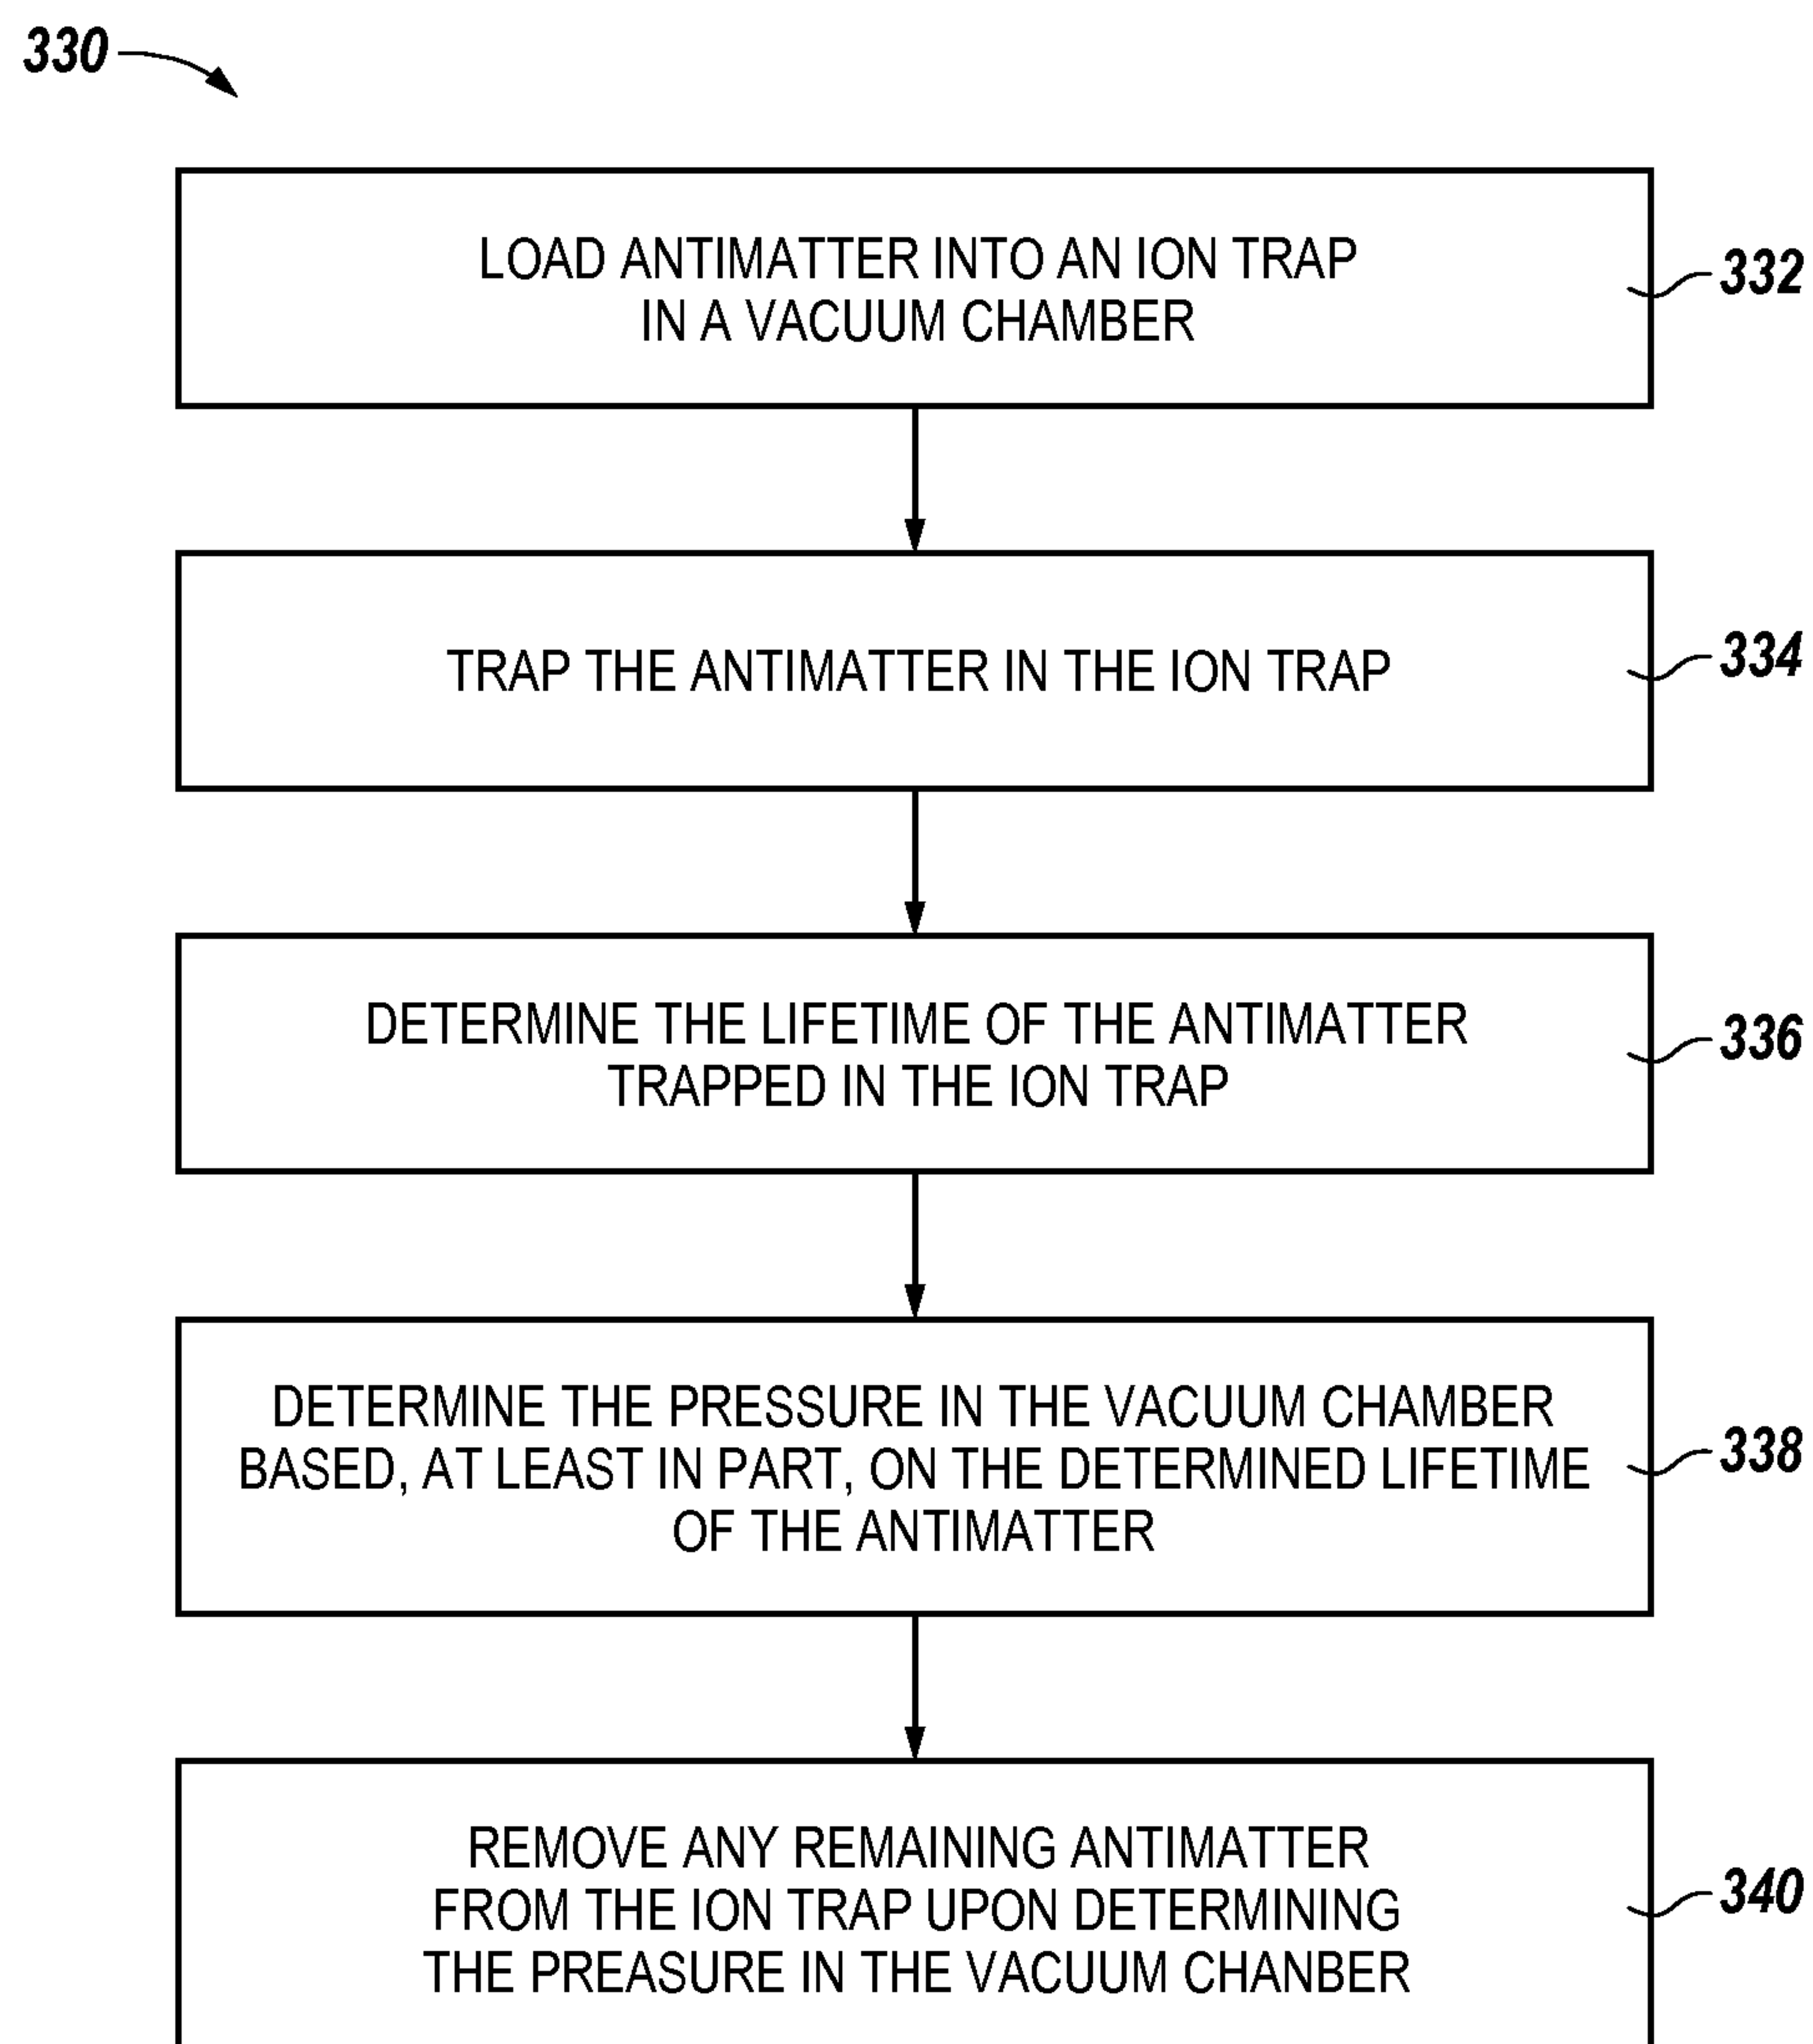 330
LOAD ANTIMATTER INTO AN ION TRAP
IN A VACUUM CHAMBER
332
TRAP THE ANTIMATTER IN THE ION TRAP
334
DETERMINE THE LIFETIME OF THE ANTIMATTER
TRAPPED IN THE ION TRAP
336
DETERMINE THE PRESSURE IN THE VACUUM CHAMBER
BASED, AT LEAST IN PART, ON THE DETERMINED LIFETIME
OF THE ANTIMATTER
338
REMOVE ANY REMAINING ANTIMATTER
FROM THE ION TRAP UPON DETERMINING
THE PREASURE IN THE VACUUM CHANBER
340